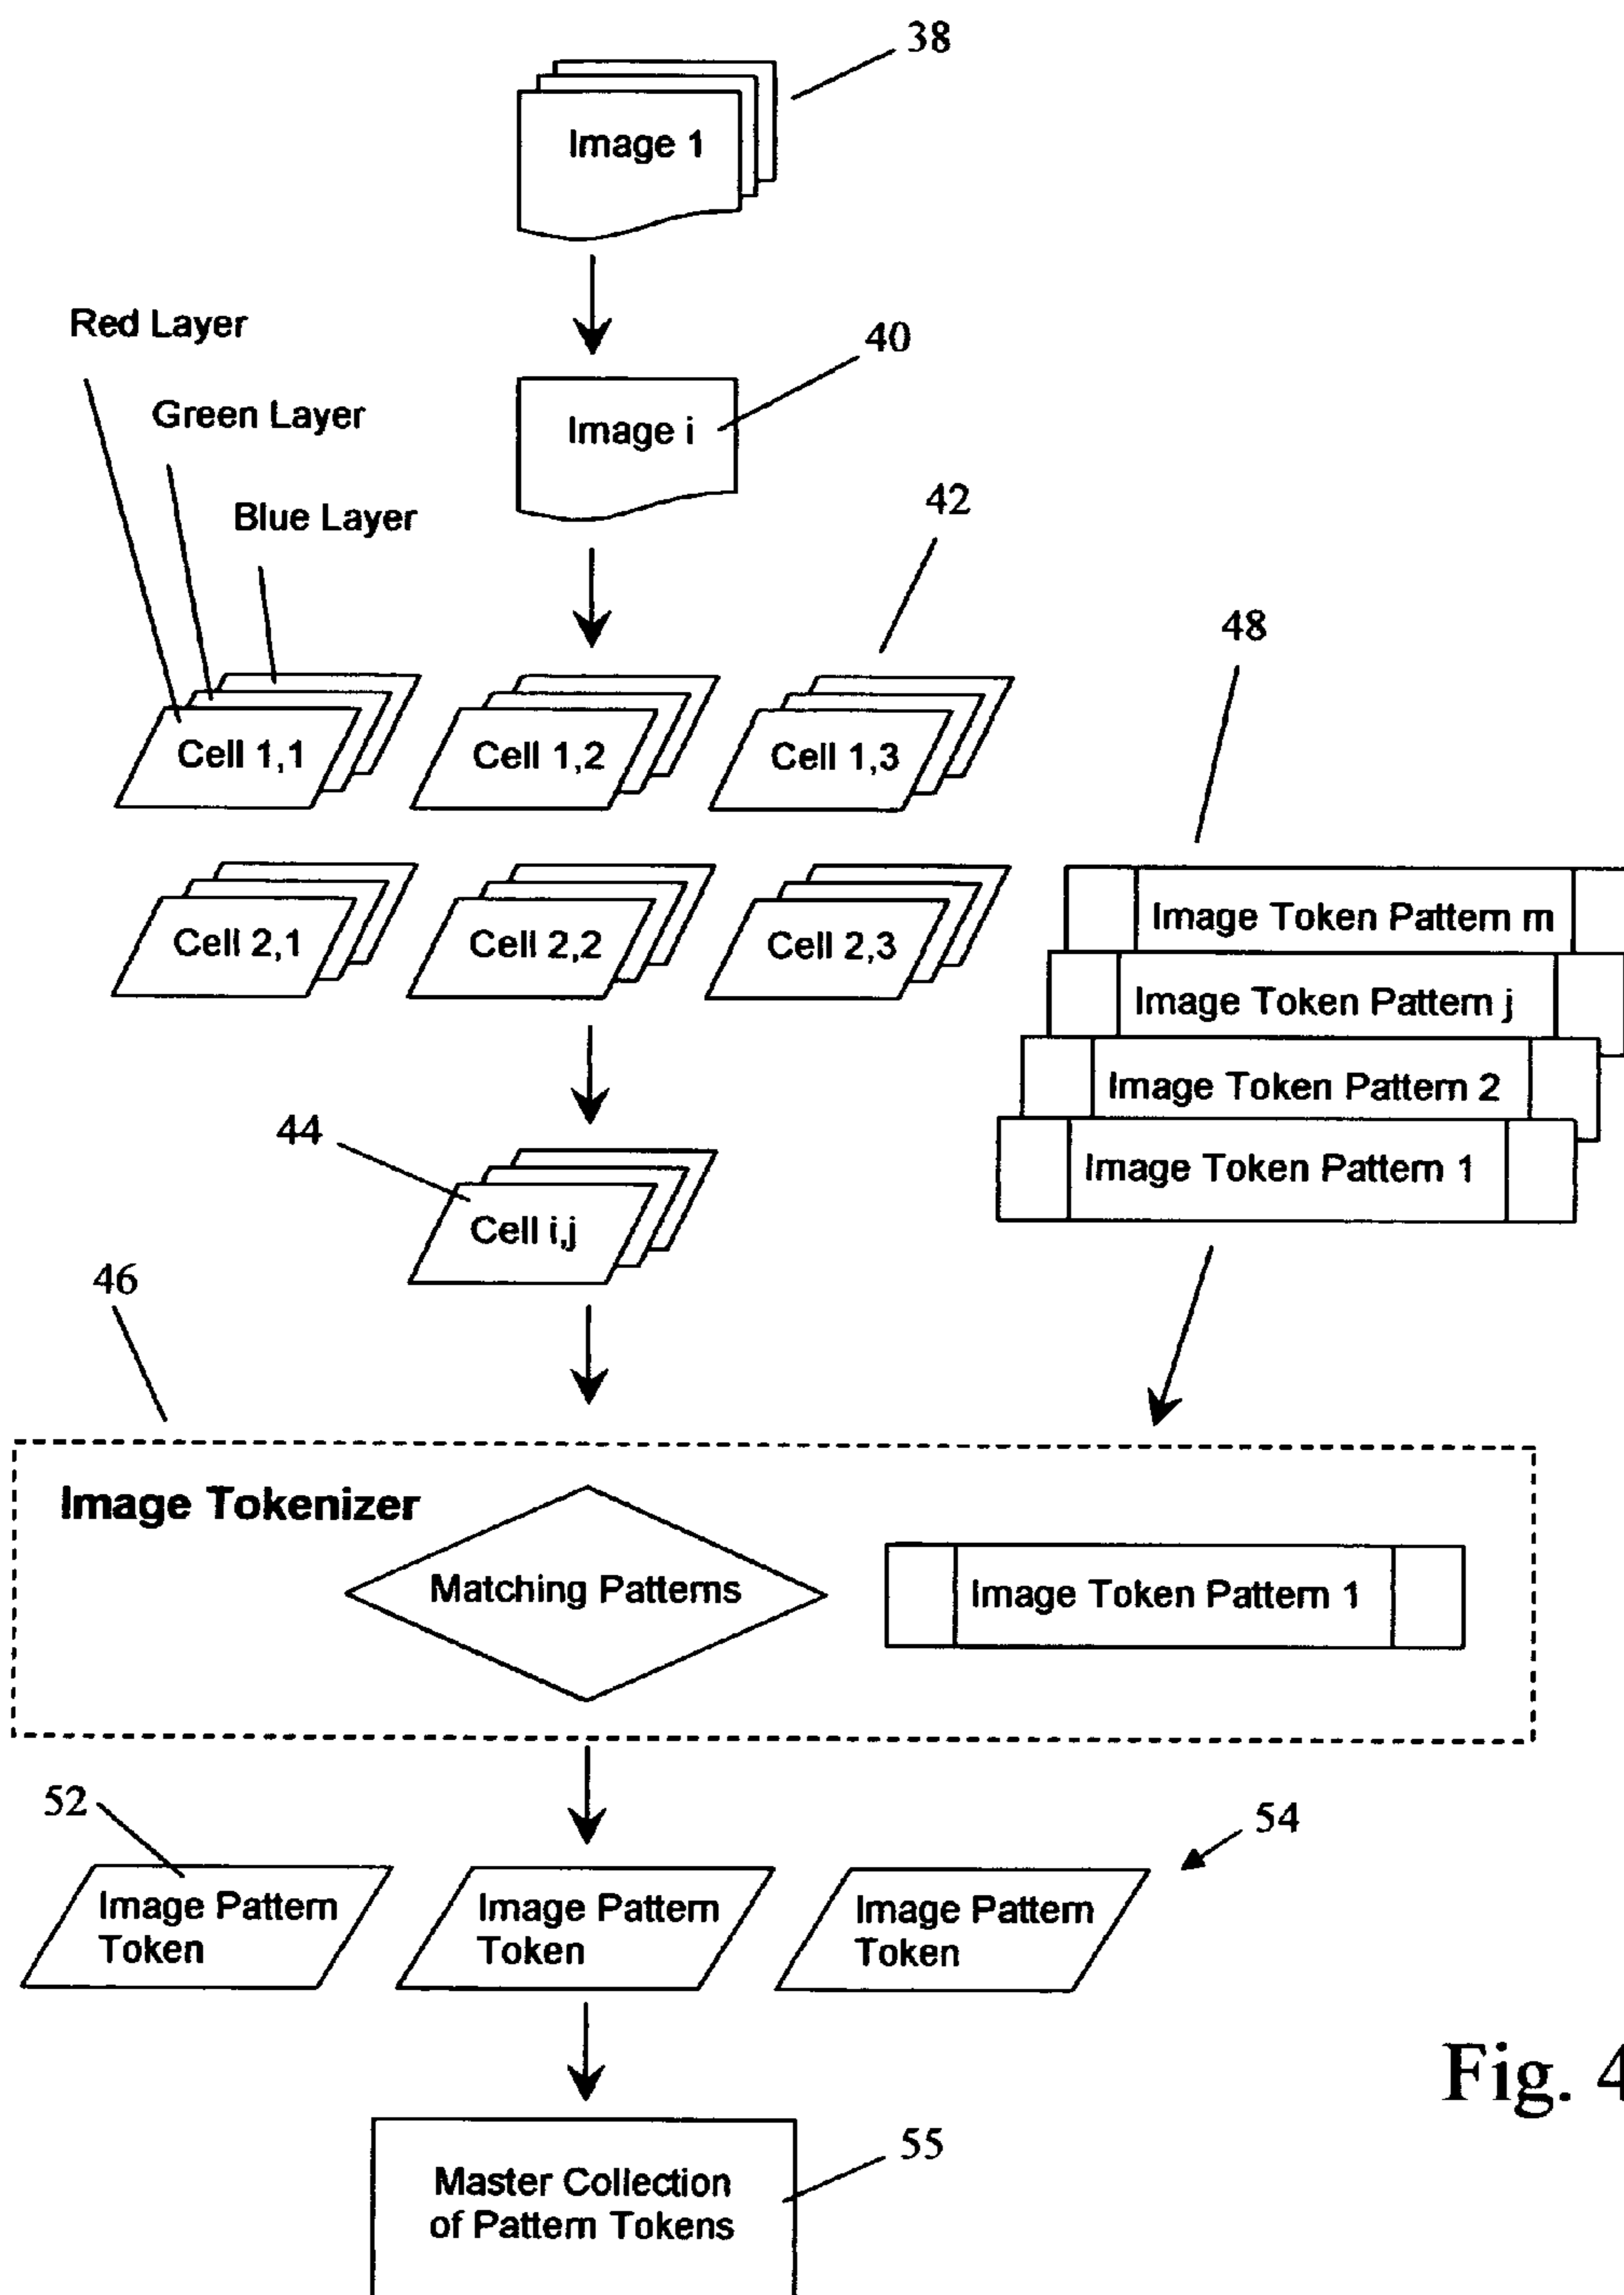 38
Image 1
Red Layer
40
Green Layer
Image i
Blue Layer
42
48
Cell 1,1
Cell 1,2
Cell 1,3
Image Token Pattern m
Cell 2,1
Cell 2,2
Cell 2,3
Image Token Pattern j
Image Token Pattern 2
44
Image Token Pattern 1
Cell i,j
46
Image Tokenizer
Matching Patterns
Image Token Pattern 1
52
54
Image Pattern
Token
Image Pattern
Token
Image Pattern
Token
Fig. 4
55
Master Collection
of Pattern Tokens